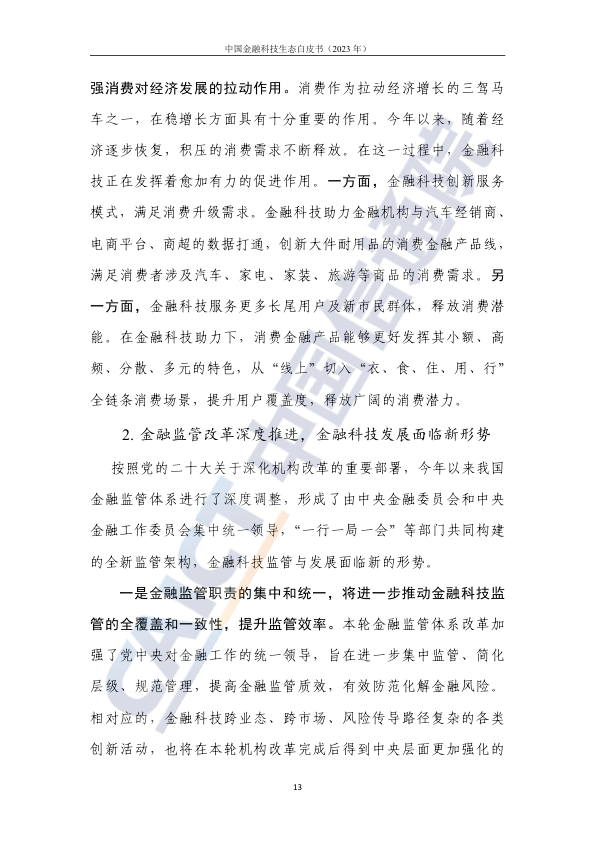 中国金融科技生态白皮书（2023 年）
强消费对经济发展的拉动作用。消费作为拉动经济增长的三驾马
车之一，在稳增长方面具有十分重要的作用。今年以来，随着经
济逐步恢复，积压的消费需求不断释放。在这一过程中，金融科
技正在发挥着愈加有力的促进作用。一方面，金融科技创新服务
模式，满足消费升级需求。金融科技助力金融机构与汽车经销商、
电商平台、商超的数据打通，创新大件耐用品的消费金融产品线，
满足消费者涉及汽车、家电、家装、旅游等商品的消费需求。另
一方面，金融科技服务更多长尾用户及新市民群体，释放消费潜
能。在金融科技助力下，消费金融产品能够更好发挥其小额、高
频、分散、多元的特色，从“线上”切入“衣、食、住、用、行”
全链条消费场景，提升用户覆盖度，释放广阔的消费潜力。
2. 金融监管改革深度推进，金融科技发展面临新形势
按照党的二十大关于深化机构改革的重要部署，今年以来我国
金融监管体系进行了深度调整，形成了由中央金融委员会和中央
金融工作委员会集中统一领导，“一行一局一会”等部门共同构建
的全新监管架构，金融科技监管与发展面临新的形势。
一是金融监管职责的集中和统一，将进一步推动金融科技监
管的全覆盖和一致性，提升监管效率。本轮金融监管体系改革加
强了党中央对金融工作的统一领导，旨在进一步集中监管、简化
层级、规范管理，提高金融监管质效，有效防范化解金融风险。
相对应的，金融科技跨业态、跨市场、风险传导路径复杂的各类
创新活动，也将在本轮机构改革完成后得到中央层面更加强化的
13
CAICT 中国信通院